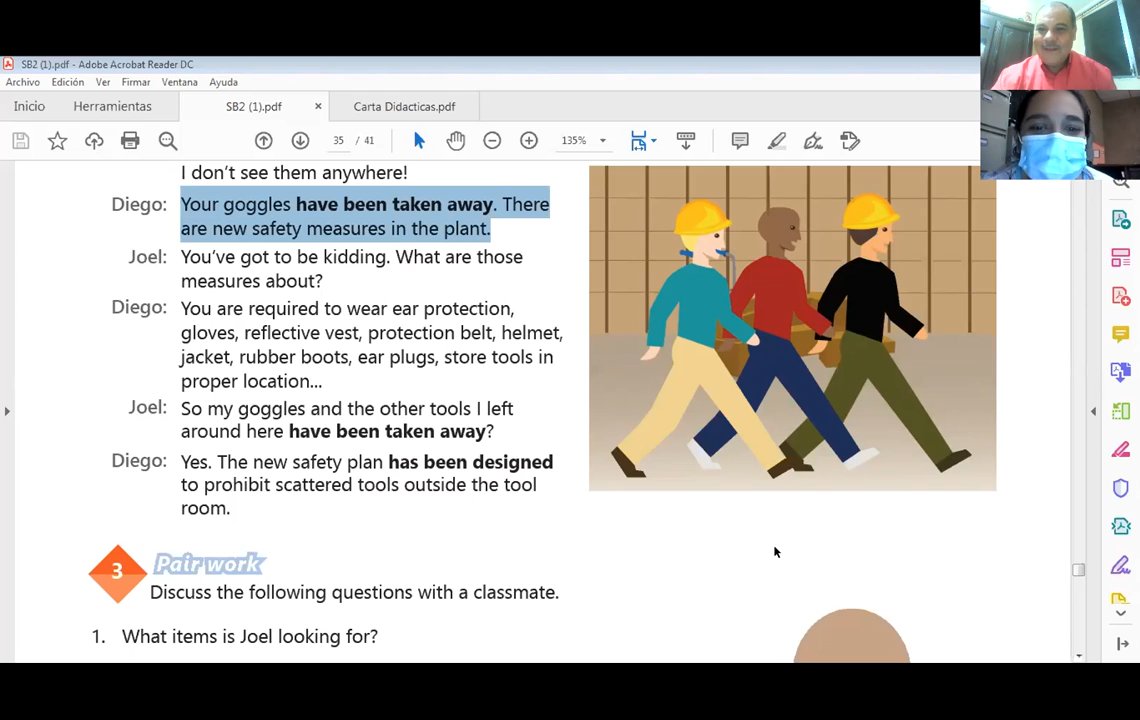 SB2 (1).pdf - Adobe Acrobat Reader DC
Archivo Edición Ver Firmar Ventana Ayuda
Inicio Herramientas SB2 (1).pdf × Carta Didacticas.pdf
35 / 41 135%
I don't see them anywhere!
Diego: Your goggles have been taken away. There
are new safety measures in the plant.
Joel: You've got to be kidding. What are those
measures about?
Diego: You are required to wear ear protection,
gloves, reflective vest, protection belt, helmet,
jacket, rubber boots, ear plugs, store tools in
proper location...
Joel: So my goggles and the other tools I left
around here have been taken away?
Diego: Yes. The new safety plan has been designed
to prohibit scattered tools outside the tool
room.
3 Pair work
Discuss the following questions with a classmate.
1. What items is Joel looking for?